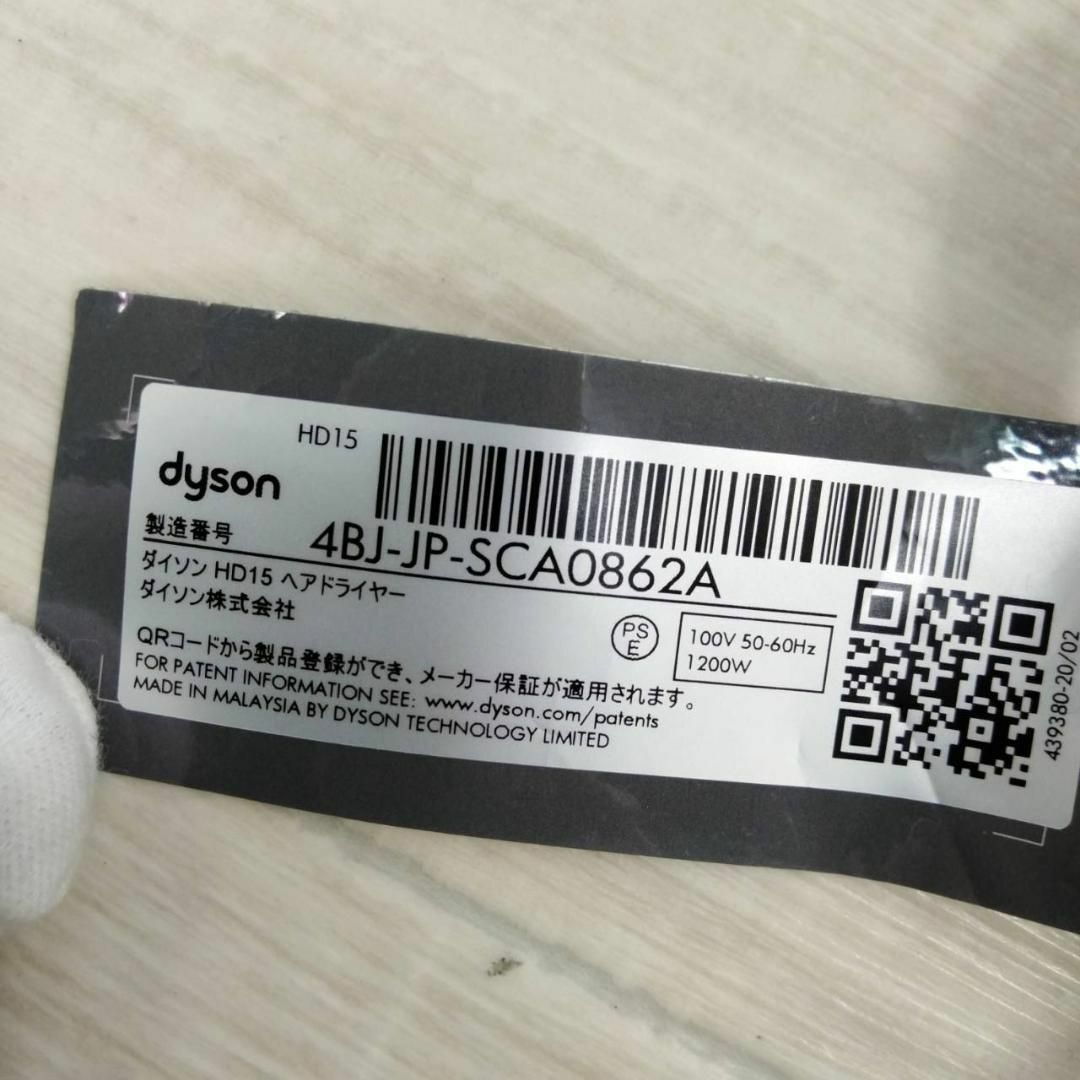 HD15
dyson
製造番号
4BJ-JP-SCA0862A
ダイソン HD15 ヘアドライヤー
ダイソン株式会社
PS
E
100V 50-60Hz
1200W
QRコードから製品登録ができ、メーカー保証が適用されます。
FOR PATENT INFORMATION SEE: www.dyson.com/patents
MADE IN MALAYSIA BY DYSON TECHNOLOGY LIMITED
439380-20/02